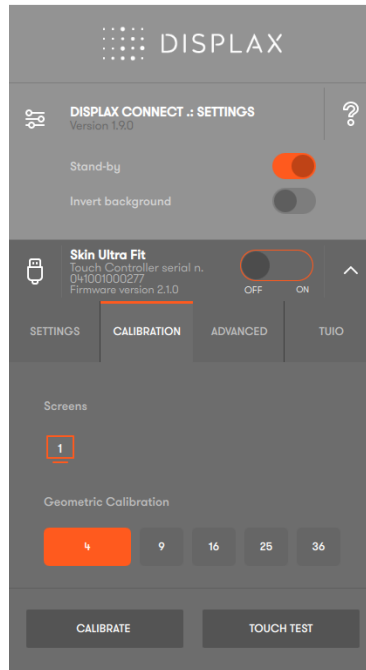 DISPLAX
DISPLAX CONNECT .: SETTINGS
Version 1.9.0
?
Stand-by
Invert background
Skin Ultra Fit
Touch Controller serial n.
041001000277
Firmware version 2.1.0
OFF ON
SETTINGS CALIBRATION ADVANCED TUIO
Screens
1
Geometric Calibration
4 9 16 25 36
CALIBRATE TOUCH TEST